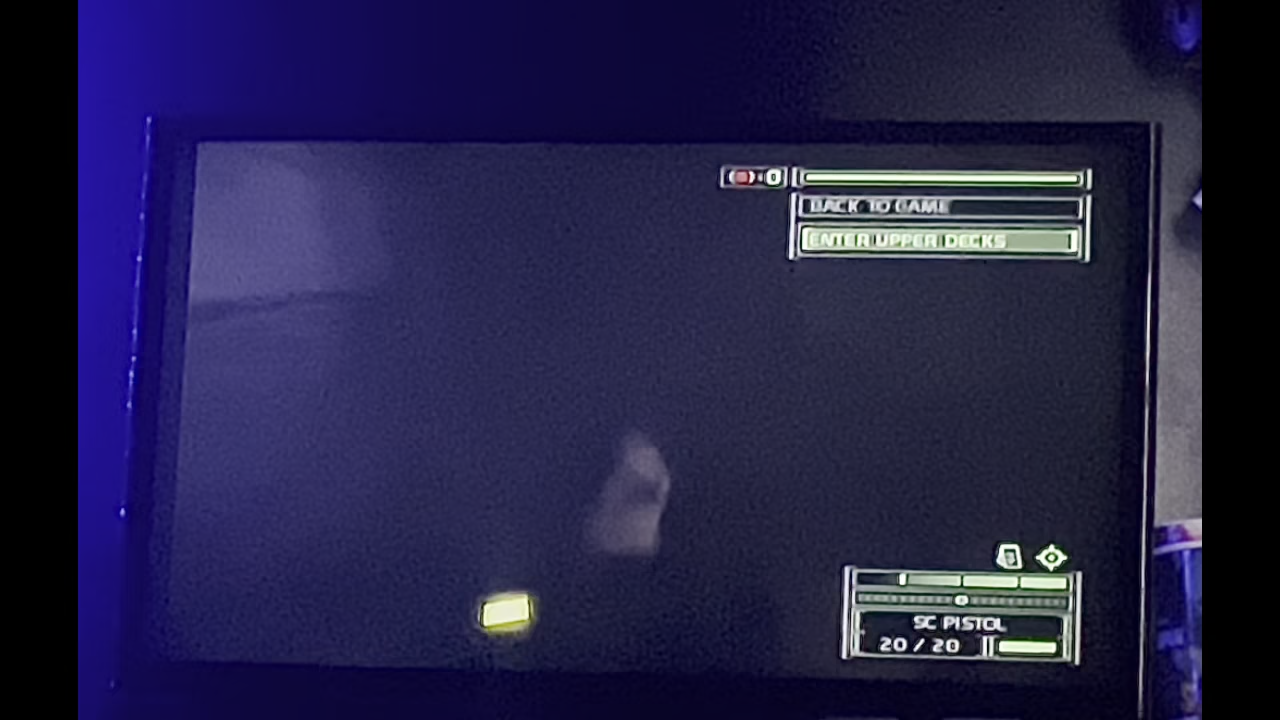 0
BACK TO GAME
ENTER UPPER DECKS
SC PISTOL
20 / 20